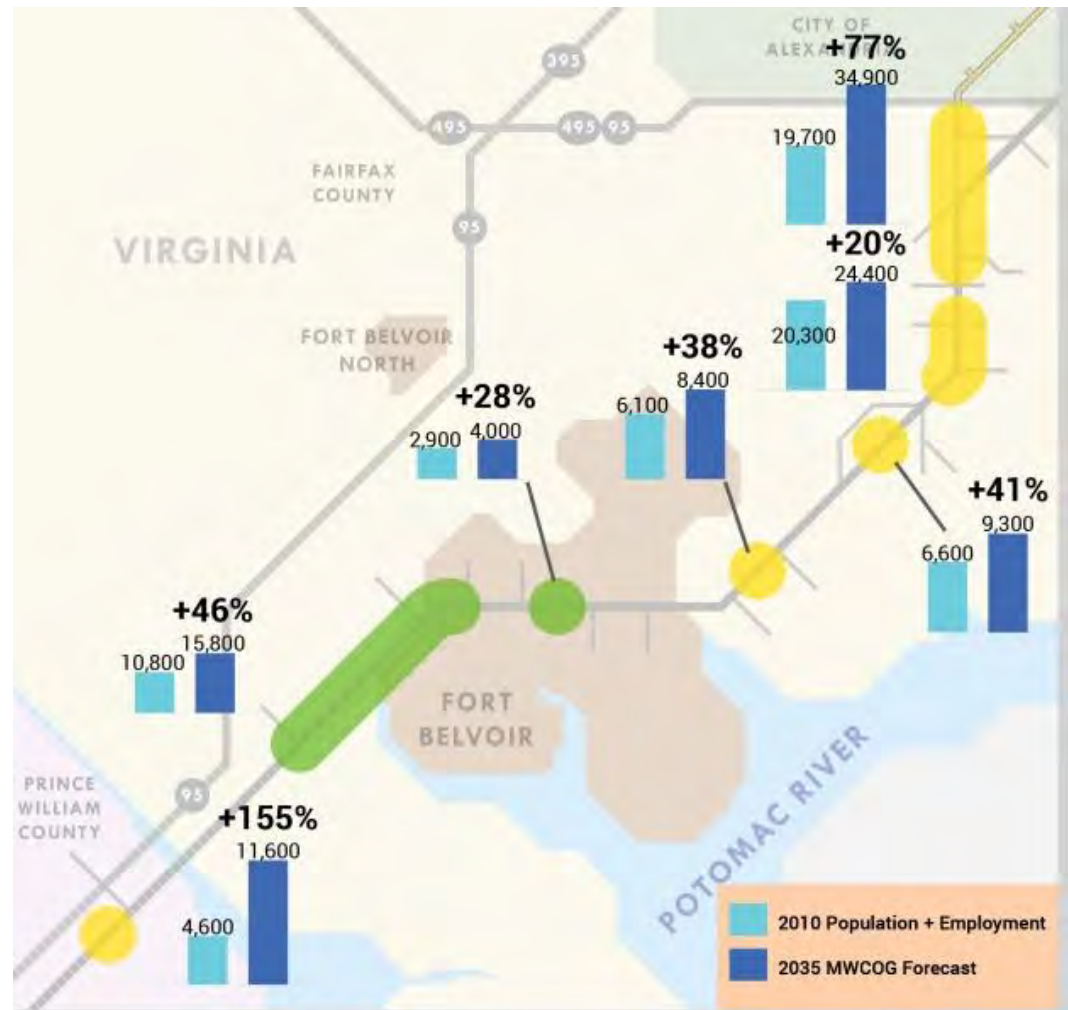 CITY OF
ALEXANDRIA
+77%
34,900
19,700
395
495
495 95
FAIRFAX
COUNTY
95
VIRGINIA
+20%
24,400
20,300
FORT BELVOIR
NORTH
+38%
8,400
6,100
+28%
4,000
2,900
+41%
9,300
6,600
+46%
15,800
10,800
FORT
BELVOIR
POTOMAC RIVER
PRINCE
WILLIAM
COUNTY
95
+155%
11,600
4,600
2010 Population + Employment
2035 MWCOG Forecast